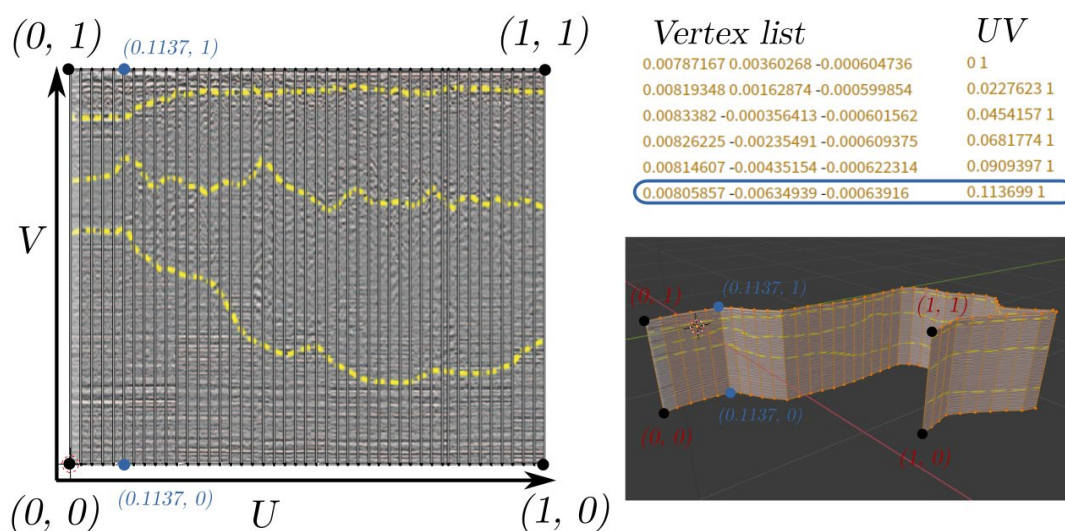 (0, 1)
(0.1137, 1)
(1, 1)
V
(0, 0)
(0.1137, 0)
U
(1, 0)
Vertex list UV
0.00787167 0.00360268 -0.000604736 0 1
0.00819348 0.00162874 -0.000599854 0.0227623 1
0.0083382 -0.000356413 -0.000601562 0.0454157 1
0.00826225 -0.00235491 -0.000609375 0.0681774 1
0.00814607 -0.00435154 -0.000622314 0.0909397 1
0.00805857 -0.00634939 -0.00063916 0.113699 1
(0, 1)
(0.1137, 1)
(1, 1)
(0, 0)
(0.1137, 0)
(1, 0)